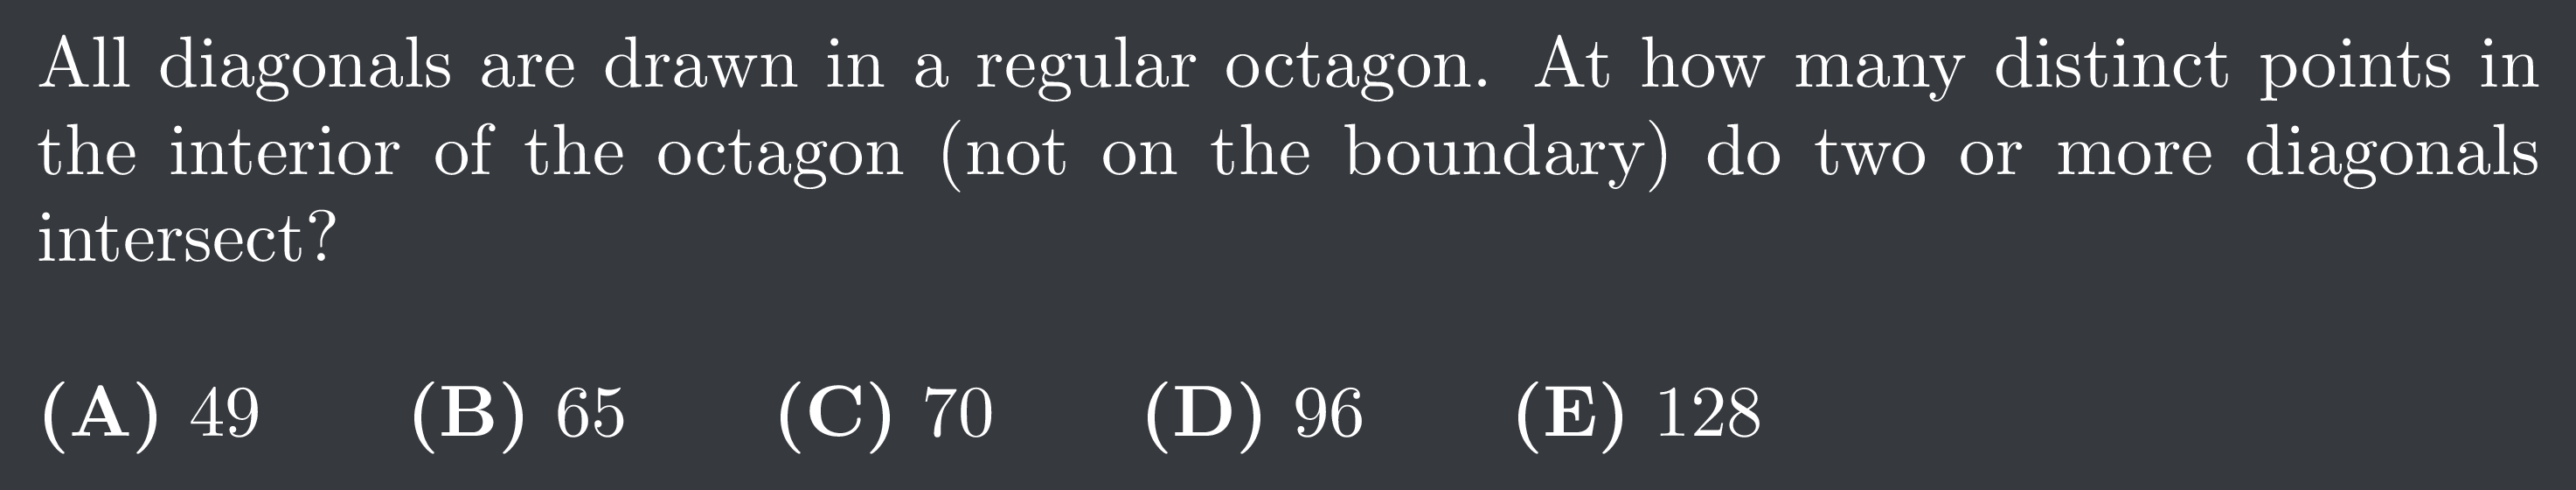 All diagonals are drawn in a regular octagon. At how many distinct points in
the interior of the octagon (not on the boundary) do two or more diagonals
intersect?
(A) 49 (B) 65 (C) 70 (D) 96 (E) 128